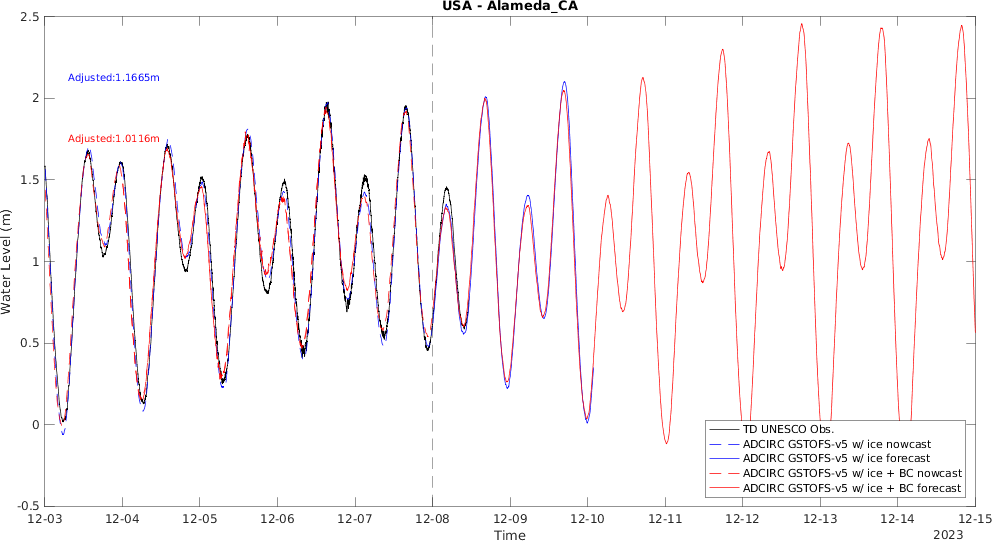 USA - Alameda_CA
2.5
2
1.5
1
0.5
0
-0.5
Water Level (m)
Adjusted:1.1665m
Adjusted:1.0116m
TD UNESCO Obs.
ADCIRC GSTOFS-v5 w/ ice nowcast
ADCIRC GSTOFS-v5 w/ ice forecast
ADCIRC GSTOFS-v5 w/ ice + BC nowcast
ADCIRC GSTOFS-v5 w/ ice + BC forecast
12-03 12-04 12-05 12-06 12-07 12-08 12-09 12-10 12-11 12-12 12-13 12-14 12-15
Time
2023